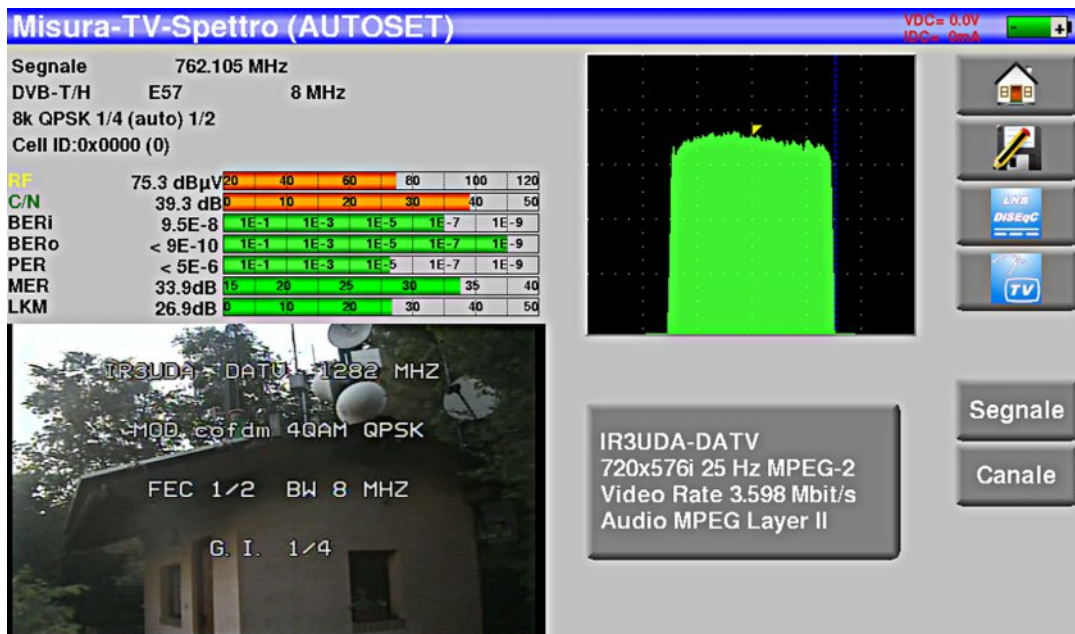 Misura-TV-Spettro (AUTOSET)
VDC= 0.0V
IDC= 0mA
Segnale 762.105 MHz
DVB-T/H E57 8 MHz
8k QPSK 1/4 (auto) 1/2
Cell ID:0x0000 (0)
RF 75.3 dBµV 20 40 60 80 100 120
C/N 39.3 dB 0 10 20 30 40 50
BERi 9.5E-8 1E-1 1E-3 1E-5 1E-7 1E-9
BERo < 9E-10 1E-1 1E-3 1E-5 1E-7 1E-9
PER < 5E-6 1E-1 1E-3 1E-5 1E-7 1E-9
MER 33.9dB 15 20 25 30 35 40
LKM 26.9dB 0 10 20 30 40 50
IR3UDA- DATV 1282 MHZ
MOD cofdm 4QAM QPSK
FEC 1/2 BW 8 MHZ
G. I. 1/4
IR3UDA-DATV
720x576i 25 Hz MPEG-2
Video Rate 3.598 Mbit/s
Audio MPEG Layer II
LNB
DiSEqC
TV
Segnale
Canale